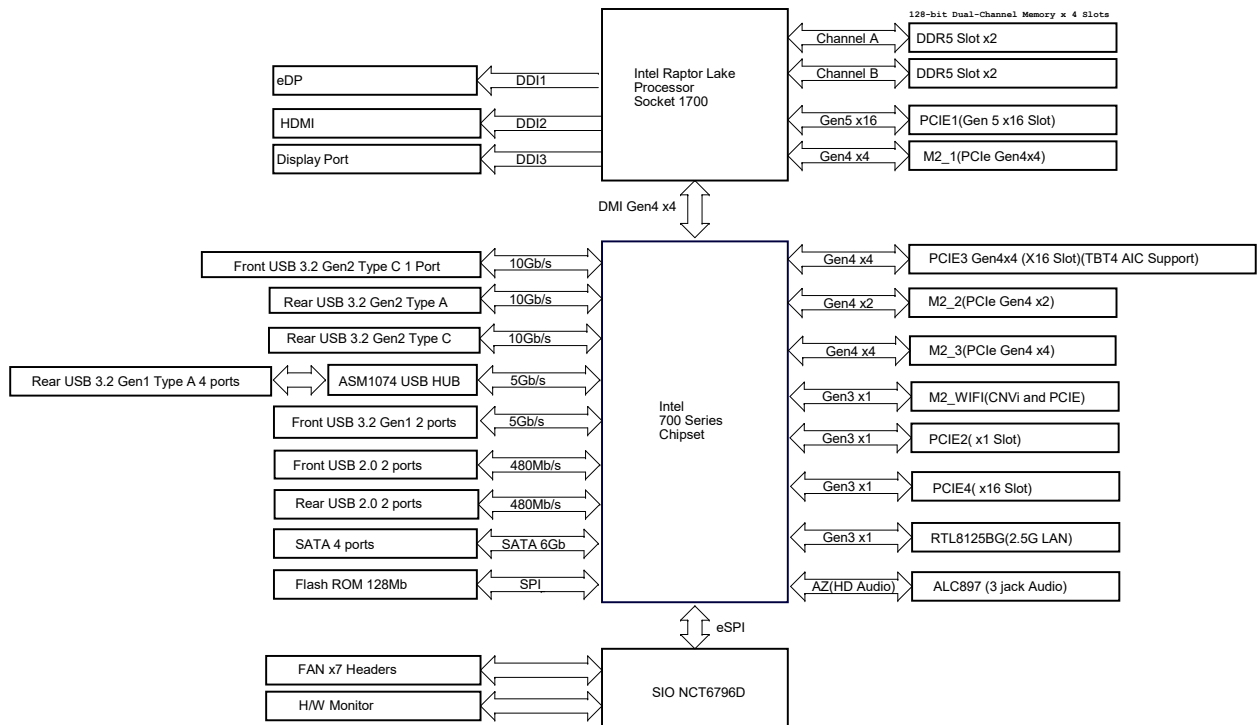 128-bit Dual-Channel Memory x 4 Slots
Intel Raptor Lake
Processor
Socket 1700
Channel A
DDR5 Slot x2
Channel B
DDR5 Slot x2
Gen5 x16
PCIE1(Gen 5 x16 Slot)
Gen4 x4
M2_1(PCIe Gen4x4)
eDP
DDI1
HDMI
DDI2
Display Port
DDI3
DMI Gen4 x4
Intel
700 Series
Chipset
Front USB 3.2 Gen2 Type C 1 Port
10Gb/s
Rear USB 3.2 Gen2 Type A
10Gb/s
Rear USB 3.2 Gen2 Type C
10Gb/s
Rear USB 3.2 Gen1 Type A 4 ports
ASM1074 USB HUB
5Gb/s
Front USB 3.2 Gen1 2 ports
5Gb/s
Front USB 2.0 2 ports
480Mb/s
Rear USB 2.0 2 ports
480Mb/s
SATA 4 ports
SATA 6Gb
Flash ROM 128Mb
SPI
Gen4 x4
PCIE3 Gen4x4 (X16 Slot)(TBT4 AIC Support)
Gen4 x2
M2_2(PCIe Gen4 x2)
Gen4 x4
M2_3(PCIe Gen4 x4)
Gen3 x1
M2_WIFI(CNVi and PCIE)
Gen3 x1
PCIE2( x1 Slot)
Gen3 x1
PCIE4( x16 Slot)
Gen3 x1
RTL8125BG(2.5G LAN)
AZ(HD Audio)
ALC897 (3 jack Audio)
eSPI
SIO NCT6796D
FAN x7 Headers
H/W Monitor